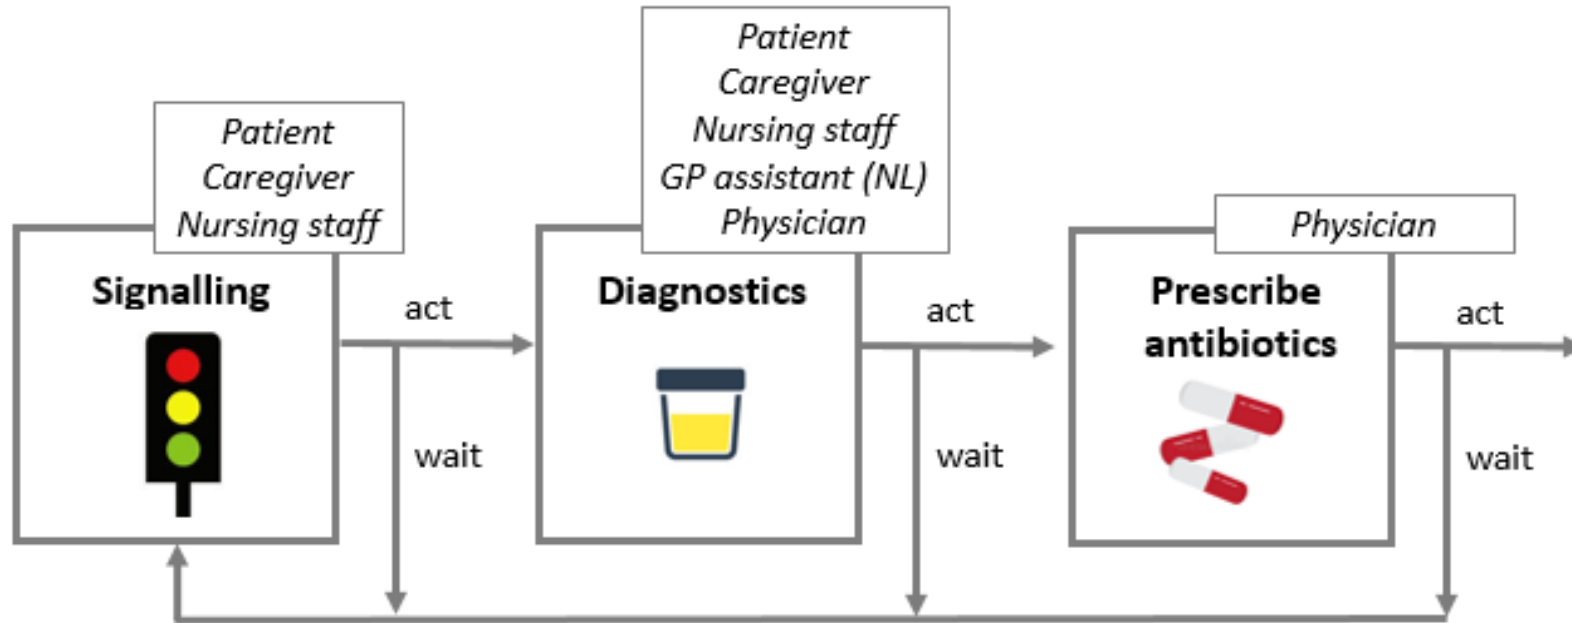 Patient
Caregiver
Nursing staff
Signalling
act
wait
Patient
Caregiver
Nursing staff
GP assistant (NL)
Physician
Diagnostics
act
wait
Physician
Prescribe
antibiotics
act
wait